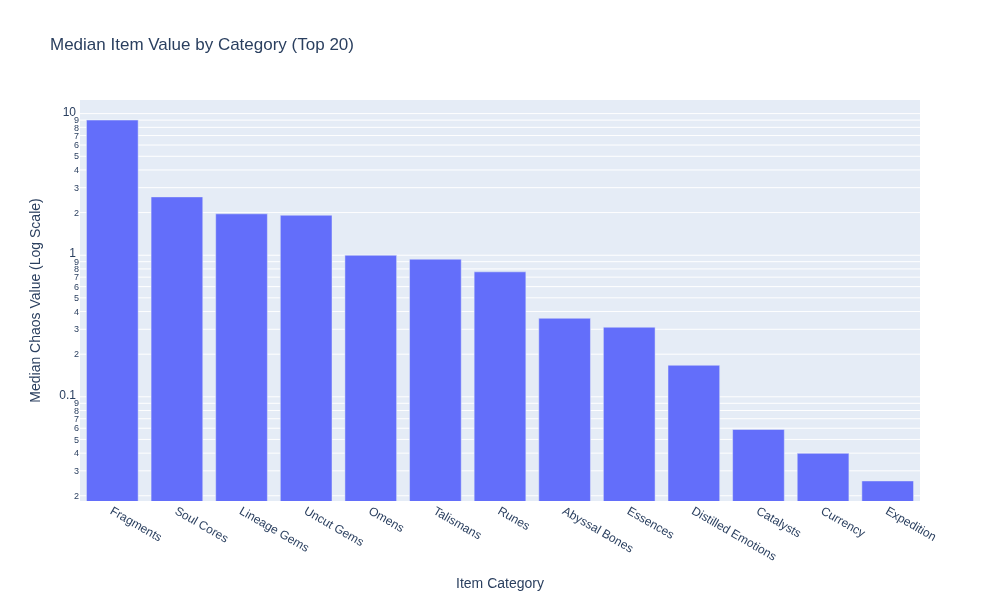 Median Item Value by Category (Top 20)
Median Chaos Value (Log Scale)
10
9
8
7
6
5
4
3
2
1
9
8
7
6
5
4
3
2
0.1
9
8
7
6
5
4
3
2
Fragments
Soul Cores
Lineage Gems
Uncut Gems
Omens
Talismans
Runes
Abyssal Bones
Essences
Distilled Emotions
Catalysts
Currency
Expedition
Item Category